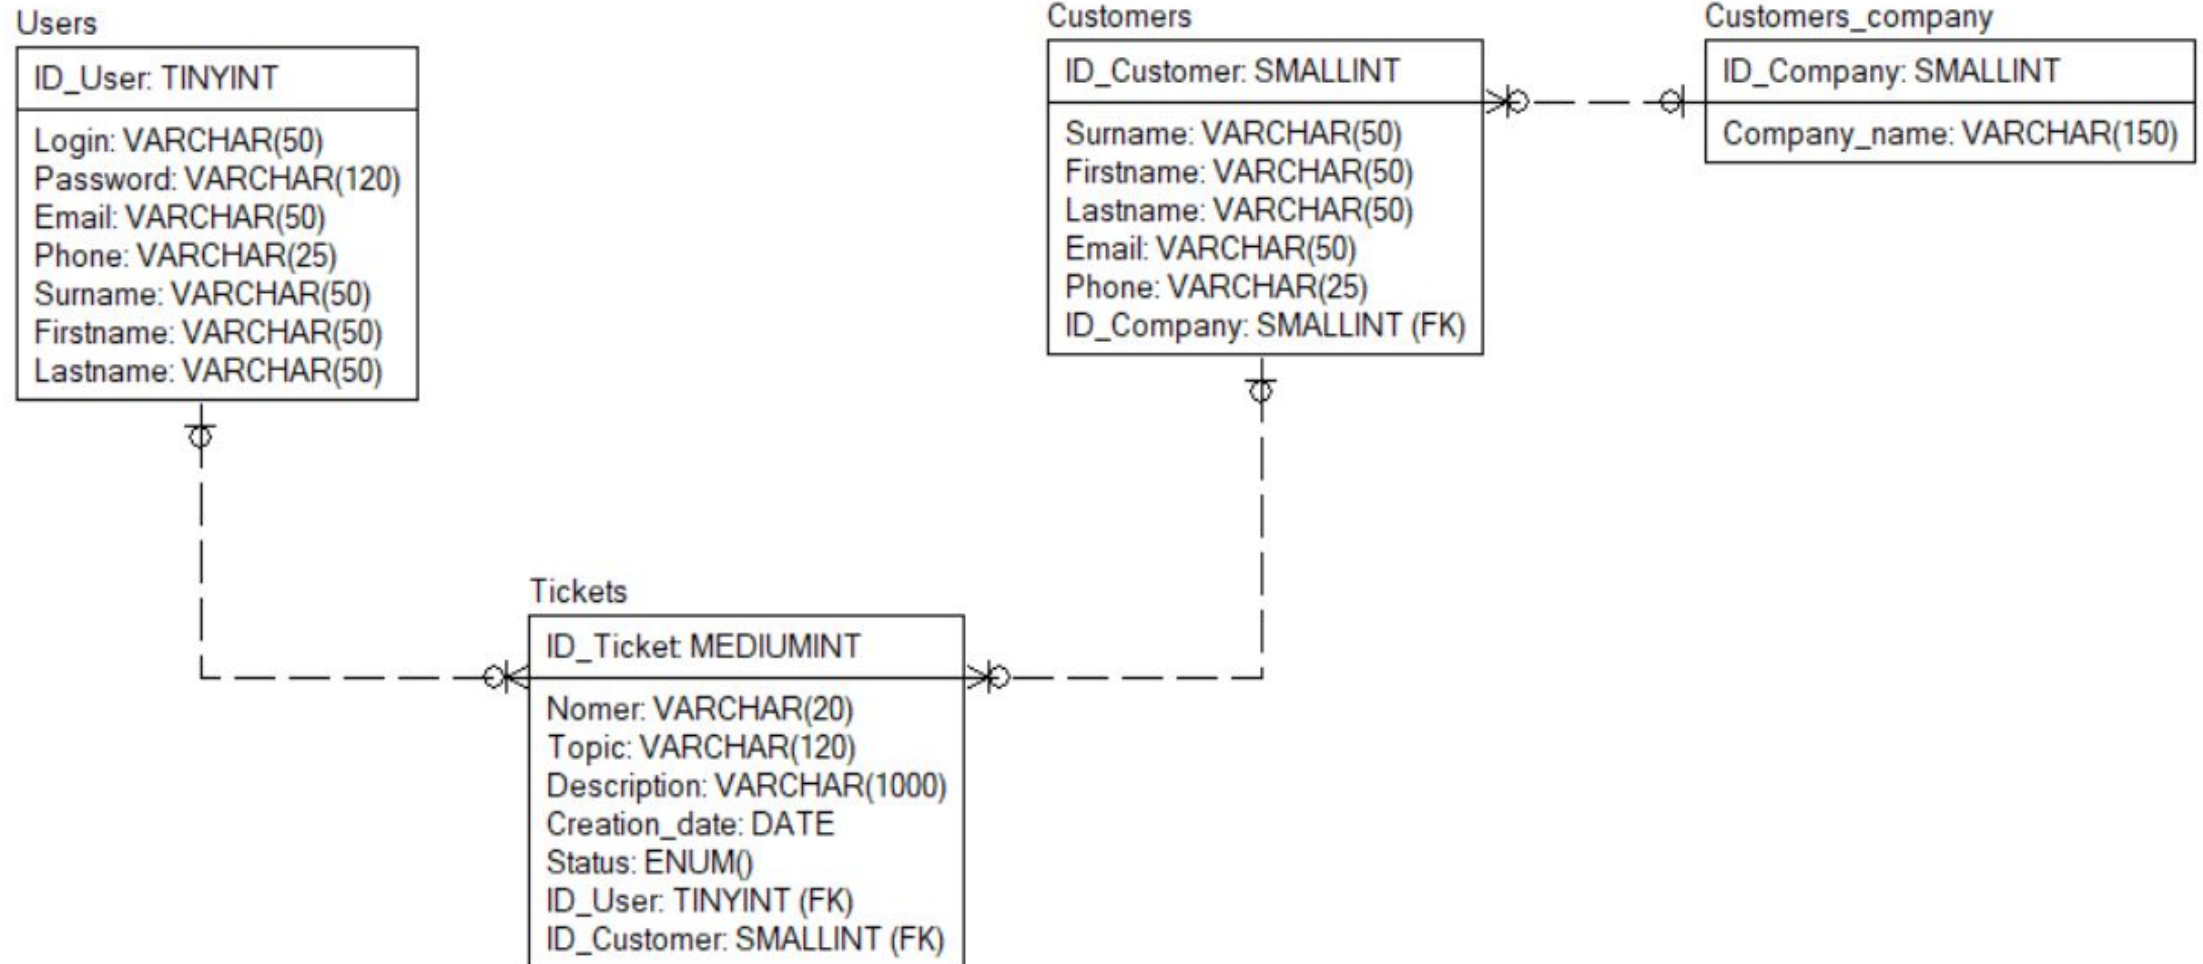 Users
ID_User: TINYINT
Login: VARCHAR(50)
Password: VARCHAR(120)
Email: VARCHAR(50)
Phone: VARCHAR(25)
Surname: VARCHAR(50)
Firstname: VARCHAR(50)
Lastname: VARCHAR(50)
Customers
ID_Customer: SMALLINT
Surname: VARCHAR(50)
Firstname: VARCHAR(50)
Lastname: VARCHAR(50)
Email: VARCHAR(50)
Phone: VARCHAR(25)
ID_Company: SMALLINT (FK)
Customers_company
ID_Company: SMALLINT
Company_name: VARCHAR(150)
Tickets
ID_Ticket: MEDIUMINT
Nomer: VARCHAR(20)
Topic: VARCHAR(120)
Description: VARCHAR(1000)
Creation_date: DATE
Status: ENUM()
ID_User: TINYINT (FK)
ID_Customer: SMALLINT (FK)